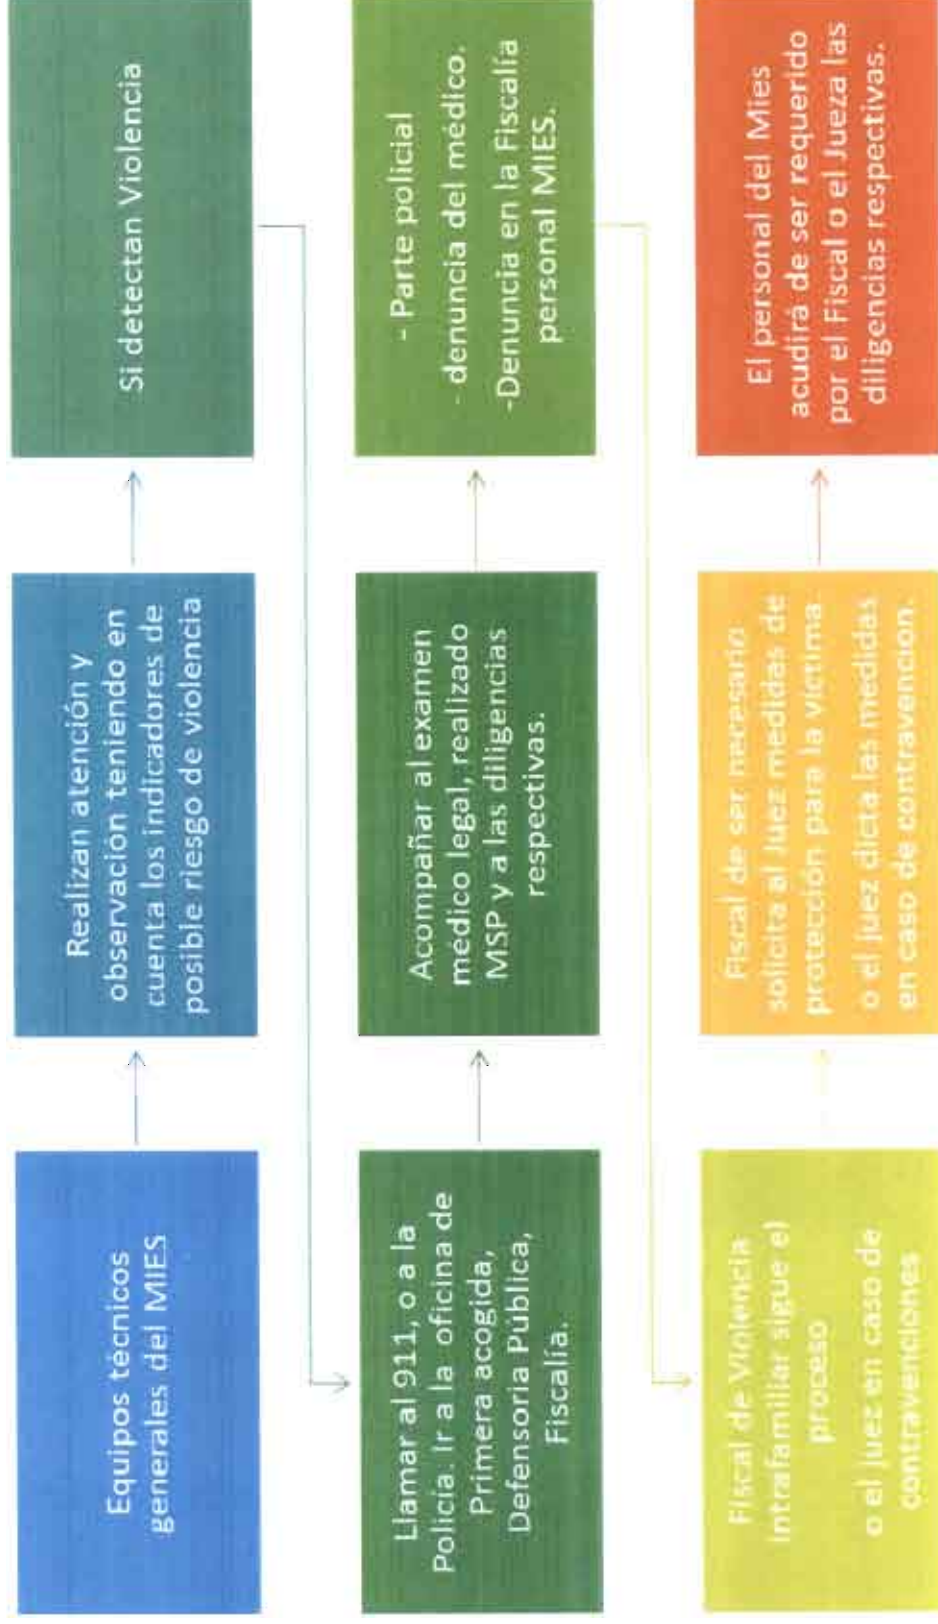 Equipos técnicos
generales del MIES
Realizan atención y
observación teniendo en
cuenta los indicadores de
posible riesgo de violencia
Si detectan Violencia
Llamar al 911, o a la
Policía. Ir a la oficina de
Primera acogida,
Defensoria Publica,
Fiscalía.
Acompañar al examen
medico legal, realizado
MSP y a las diligencias
respectivas.
- Parte policial
- denuncia del médico.
-Denuncia en la Fiscalía
personal MIES.
Fiscal de Violencia
Intrafamiliar sigue el
proceso
o el juez en caso de
contravenciones
Fiscal de ser necesario
solicita al Juez medidas de
protección para la victima
o el juez dicta las medidas
en caso de contravencion.
El personal del Mies
acudirá de ser requerido
por el Fiscal o el Jueza las
diligencias respectivas.